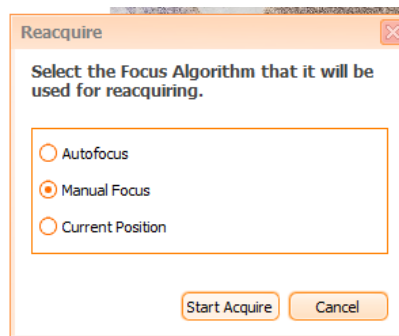 Reacquire
Select the Focus Algorithm that it will be
used for reacquiring.
Autofocus
Manual Focus
Current Position
Start Acquire
Cancel